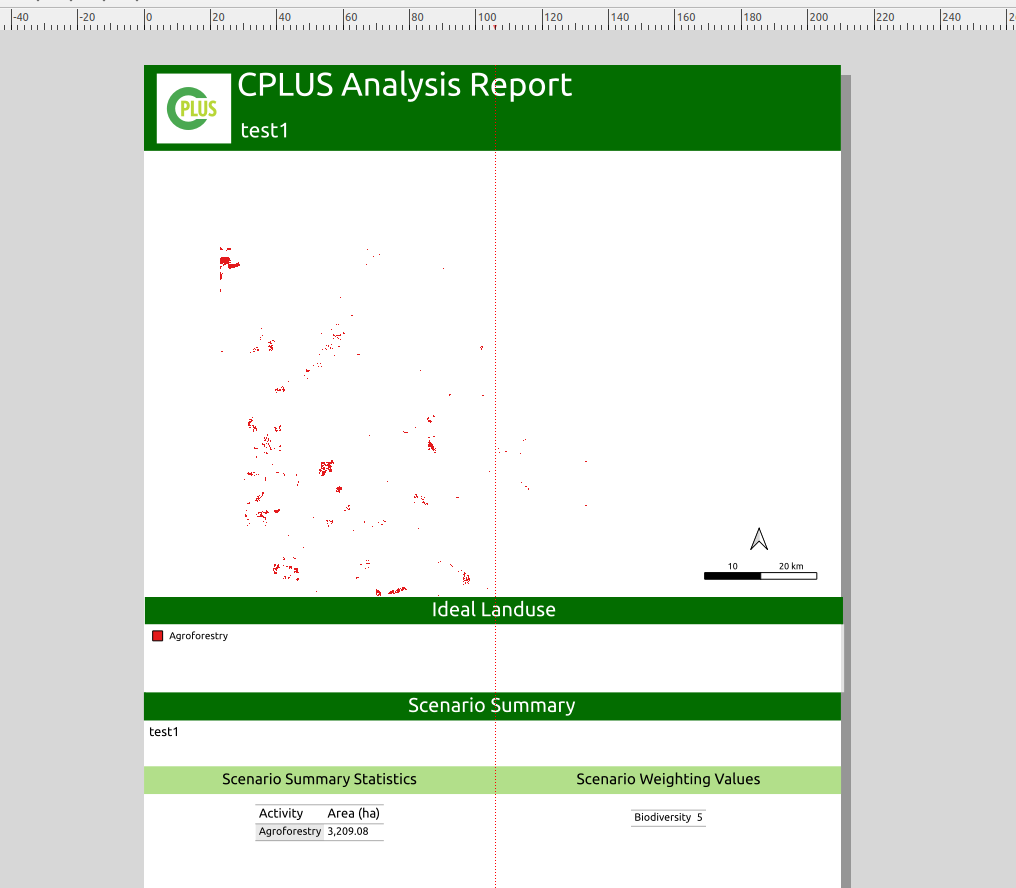 -40 -20 0 20 40 60 80 100 120 140 160 180 200 220 240
CPLUS Analysis Report
PLUS
test1
10 20 km
Ideal Landuse
Agroforestry
Scenario Summary
test1
Scenario Summary Statistics
Scenario Weighting Values
Activity Area (ha)
Agroforestry 3,209.08
Biodiversity 5